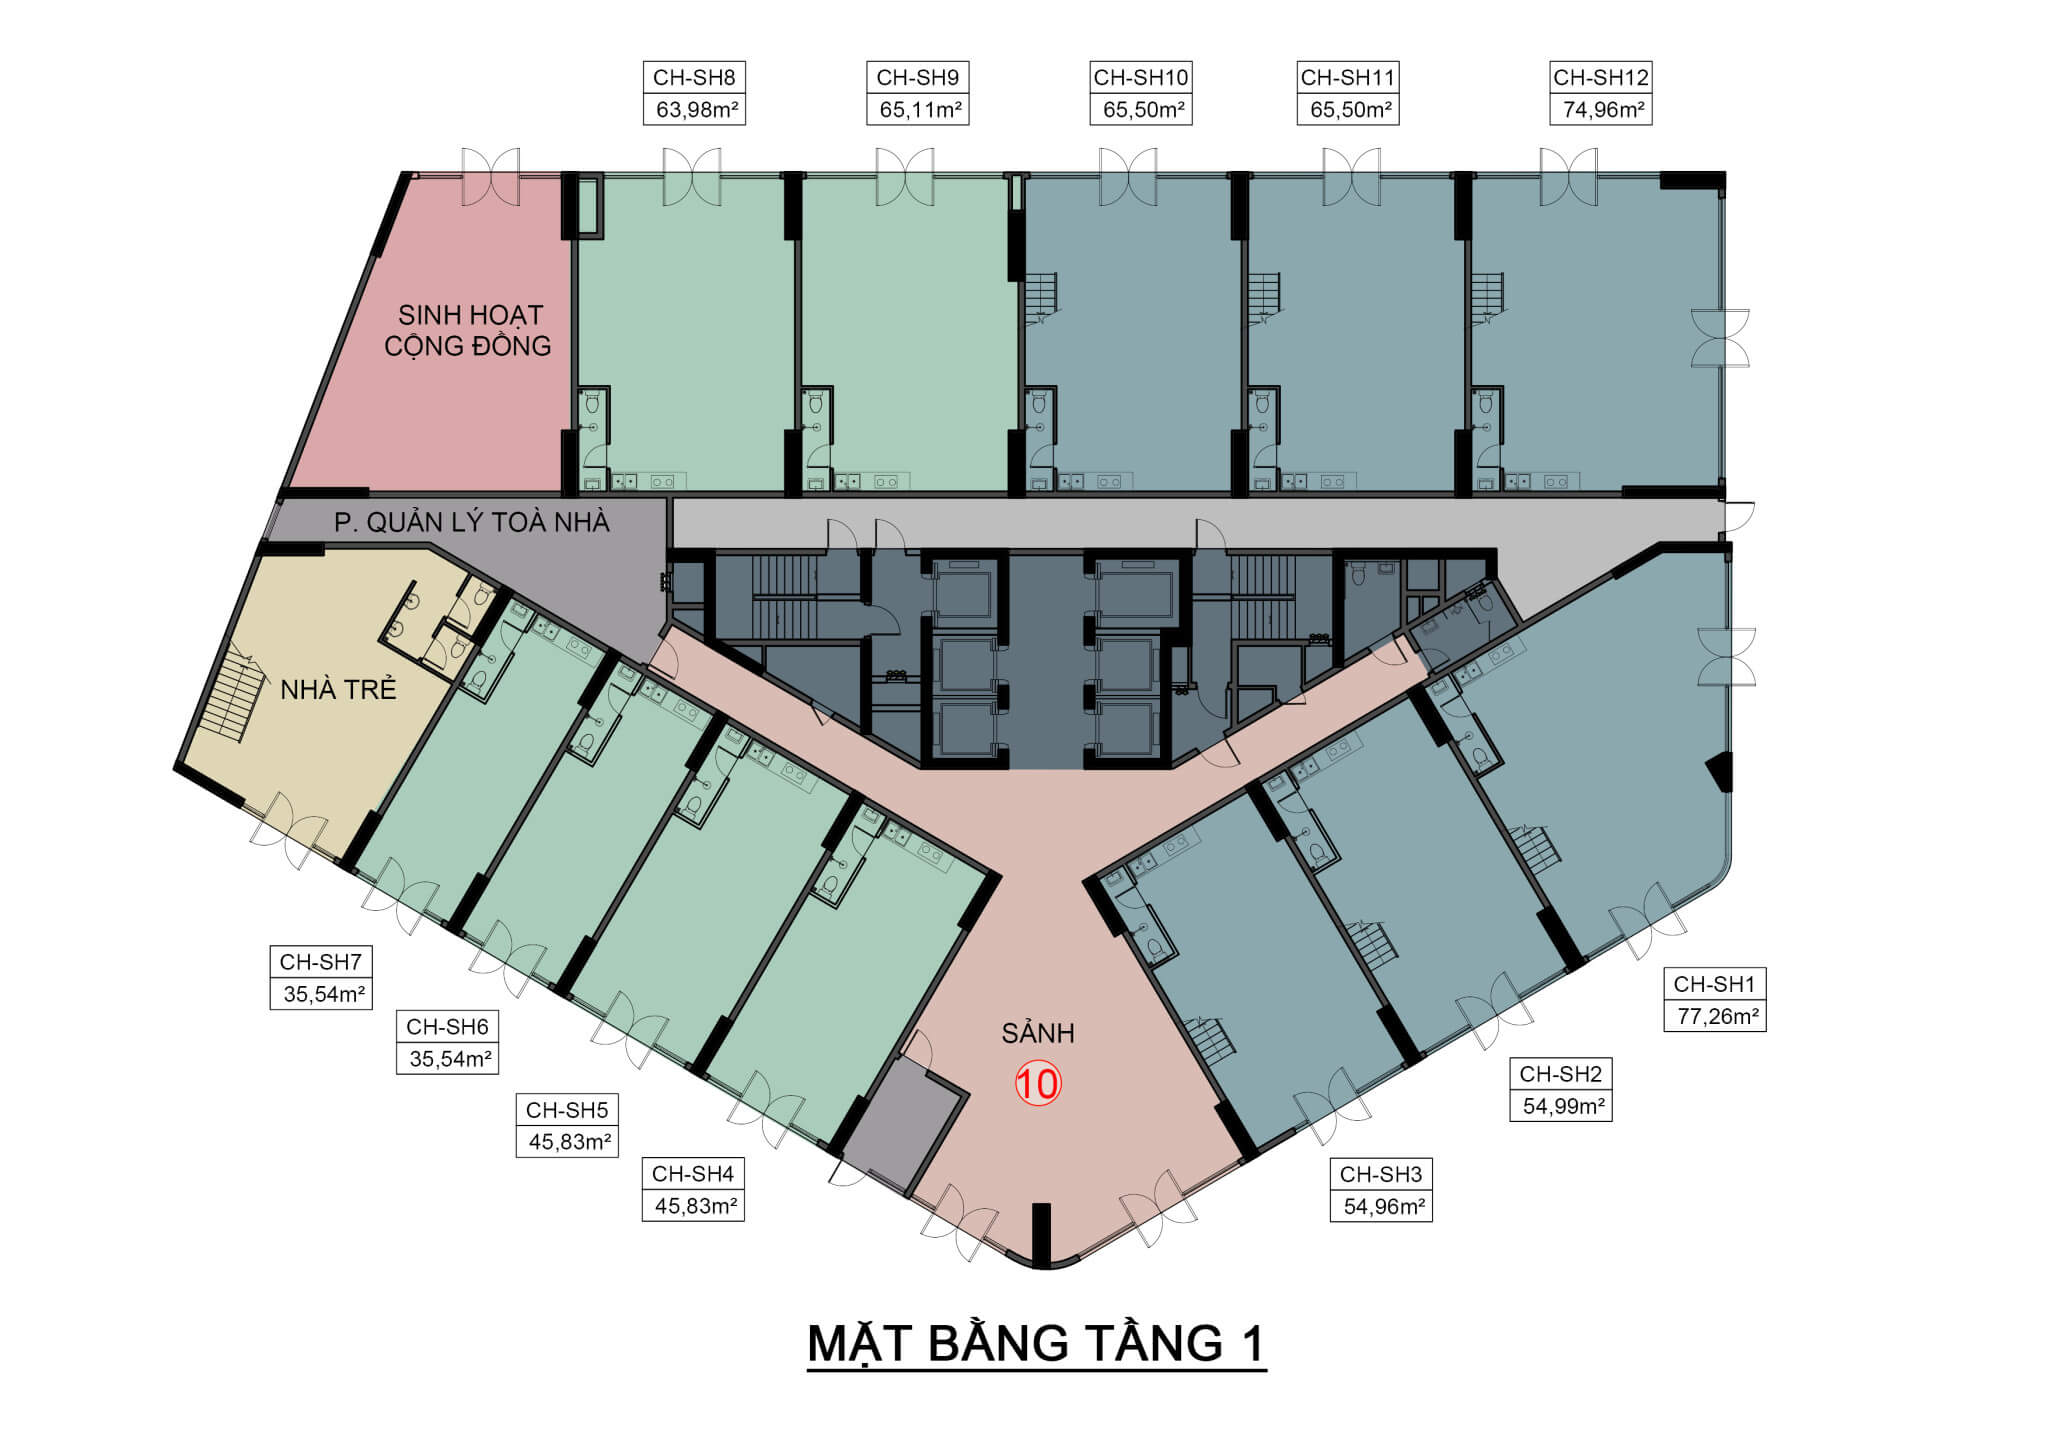 CH-SH8
63,98m²
CH-SH9
65,11m²
CH-SH10
65,50m²
CH-SH11
65,50m²
CH-SH12
74,96m²
SINH HOẠT
CỘNG ĐỒNG
P. QUẢN LÝ TOÀ NHÀ
NHÀ TRẺ
CH-SH7
35,54m²
CH-SH6
35,54m²
CH-SH5
45,83m²
CH-SH4
45,83m²
SẢNH
10
CH-SH3
54,96m²
CH-SH2
54,99m²
CH-SH1
77,26m²
MẶT BẰNG TẦNG 1